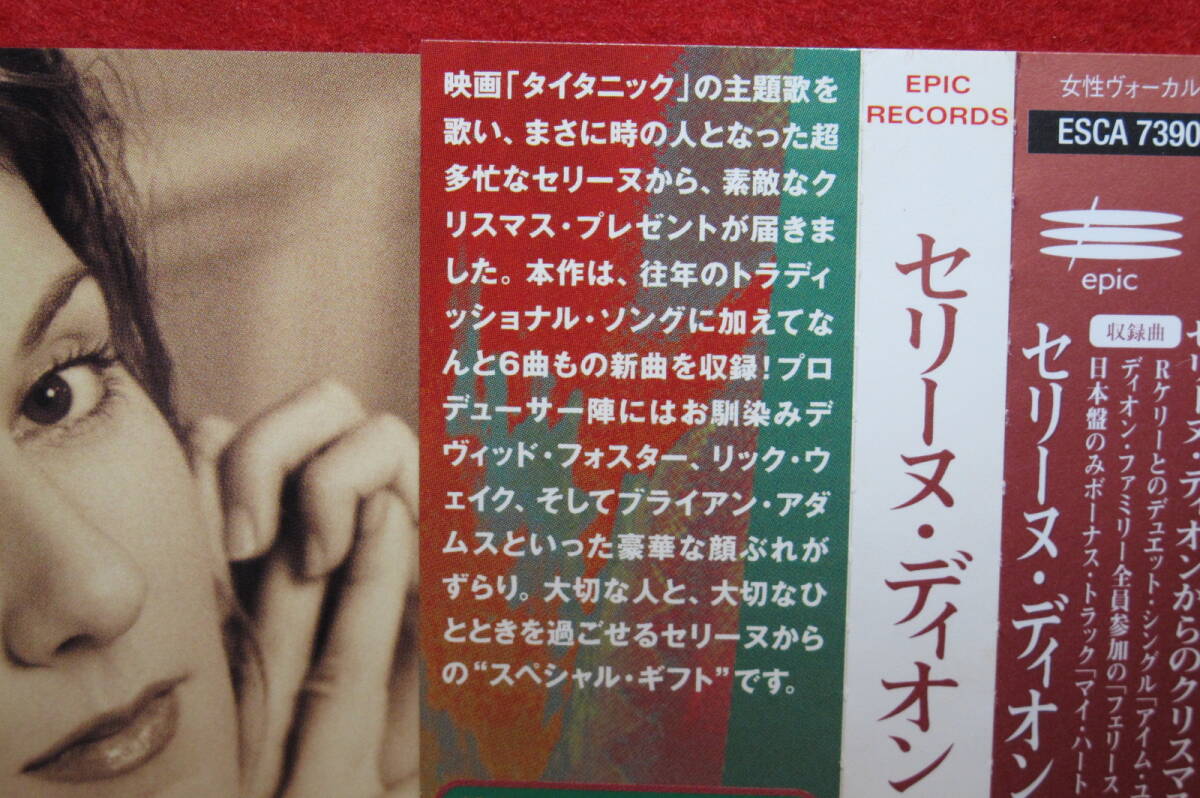 映画「タイタニック」の主題歌を
歌い、まさに時の人となった超
多忙なセリーヌから、素敵なク
リスマス・プレゼントが届きま
した。本作は、往年のトラディ
ッショナル・ソングに加えてな
んと6曲もの新曲を収録!プロ
デューサー陣にはお馴染みデ
ヴィッド・フォスター、リック・ウ
ェイク、そしてブライアン・アダ
ムスといった豪華な顔ぶれが
ずらり。大切な人と、大切なひ
とときを過ごせるセリーヌから
の“スペシャル・ギフト”です。
EPIC
RECORDS
セリーヌ・ディオン
女性ヴォーカル
ESCA 7390
epic
セリーヌ・ディオンからのクリスマ
収録曲
Rケリーとのデュエット・シングル「アイム・ユ
ディオン・ファミリー全員参加の「フェリース
日本盤のみボーナス・トラック「マイ・ハート
セリーヌ・ディオン